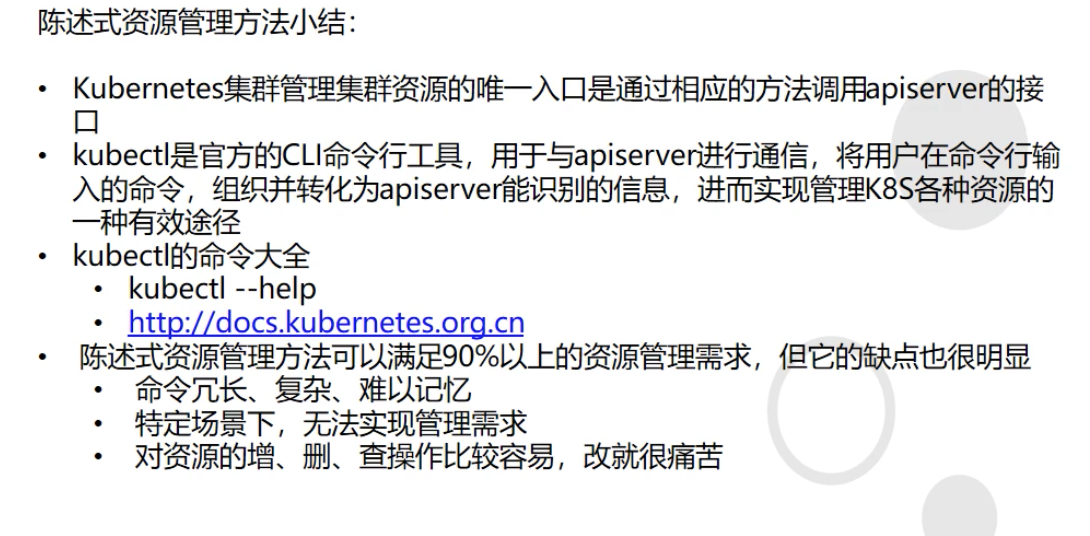 陈述式资源管理方法小结：
• Kubernetes集群管理集群资源的唯一入口是通过相应的方法调用apiserver的接
口
• kubectl是官方的CLI命令行工具，用于与apiserver进行通信，将用户在命令行输
入的命令，组织并转化为apiserver能识别的信息，进而实现管理K8S各种资源的
一种有效途径
• kubectl的命令大全
• kubectl --help
• http://docs.kubernetes.org.cn
• 陈述式资源管理方法可以满足90%以上的资源管理需求，但它的缺点也很明显
• 命令冗长、复杂、难以记忆
• 特定场景下，无法实现管理需求
• 对资源的增、删、查操作比较容易，改就很痛苦